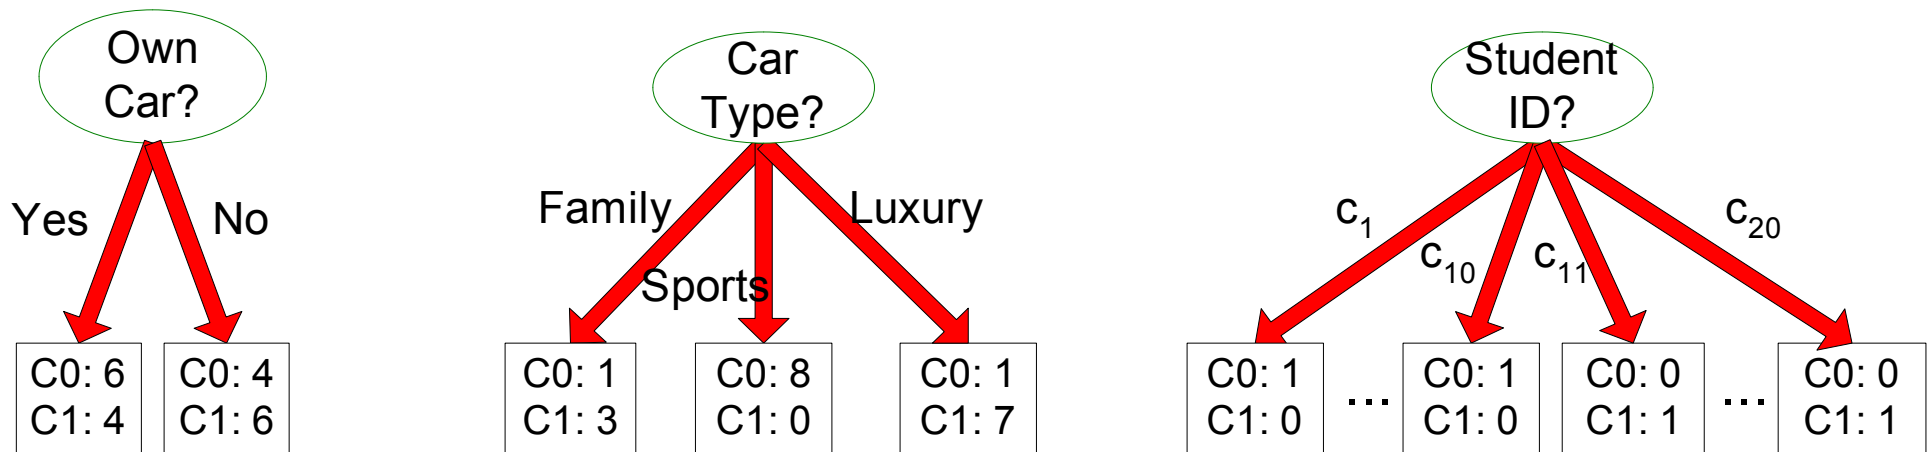 Own
Car?
Yes
No
C0: 6
C1: 4
C0: 4
C1: 6
Car
Type?
Family
Sports
Luxury
C0: 1
C1: 3
C0: 8
C1: 0
C0: 1
C1: 7
Student
ID?
c₁
c₁₀
c₁₁
c₂₀
C0: 1
C1: 0
...
C0: 1
C1: 0
C0: 0
C1: 1
...
C0: 0
C1: 1